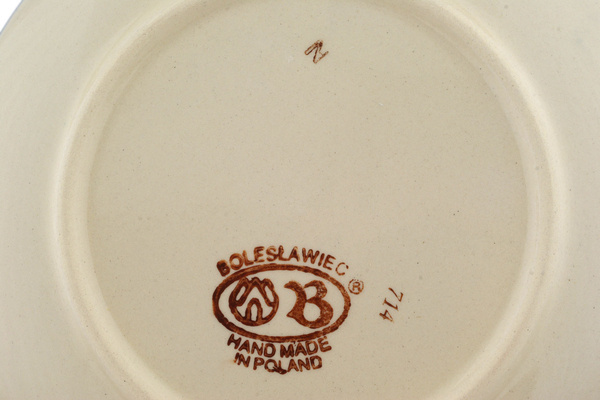 N
BOLESŁAWIEC
B ®
HAND MADE
IN POLAND
714